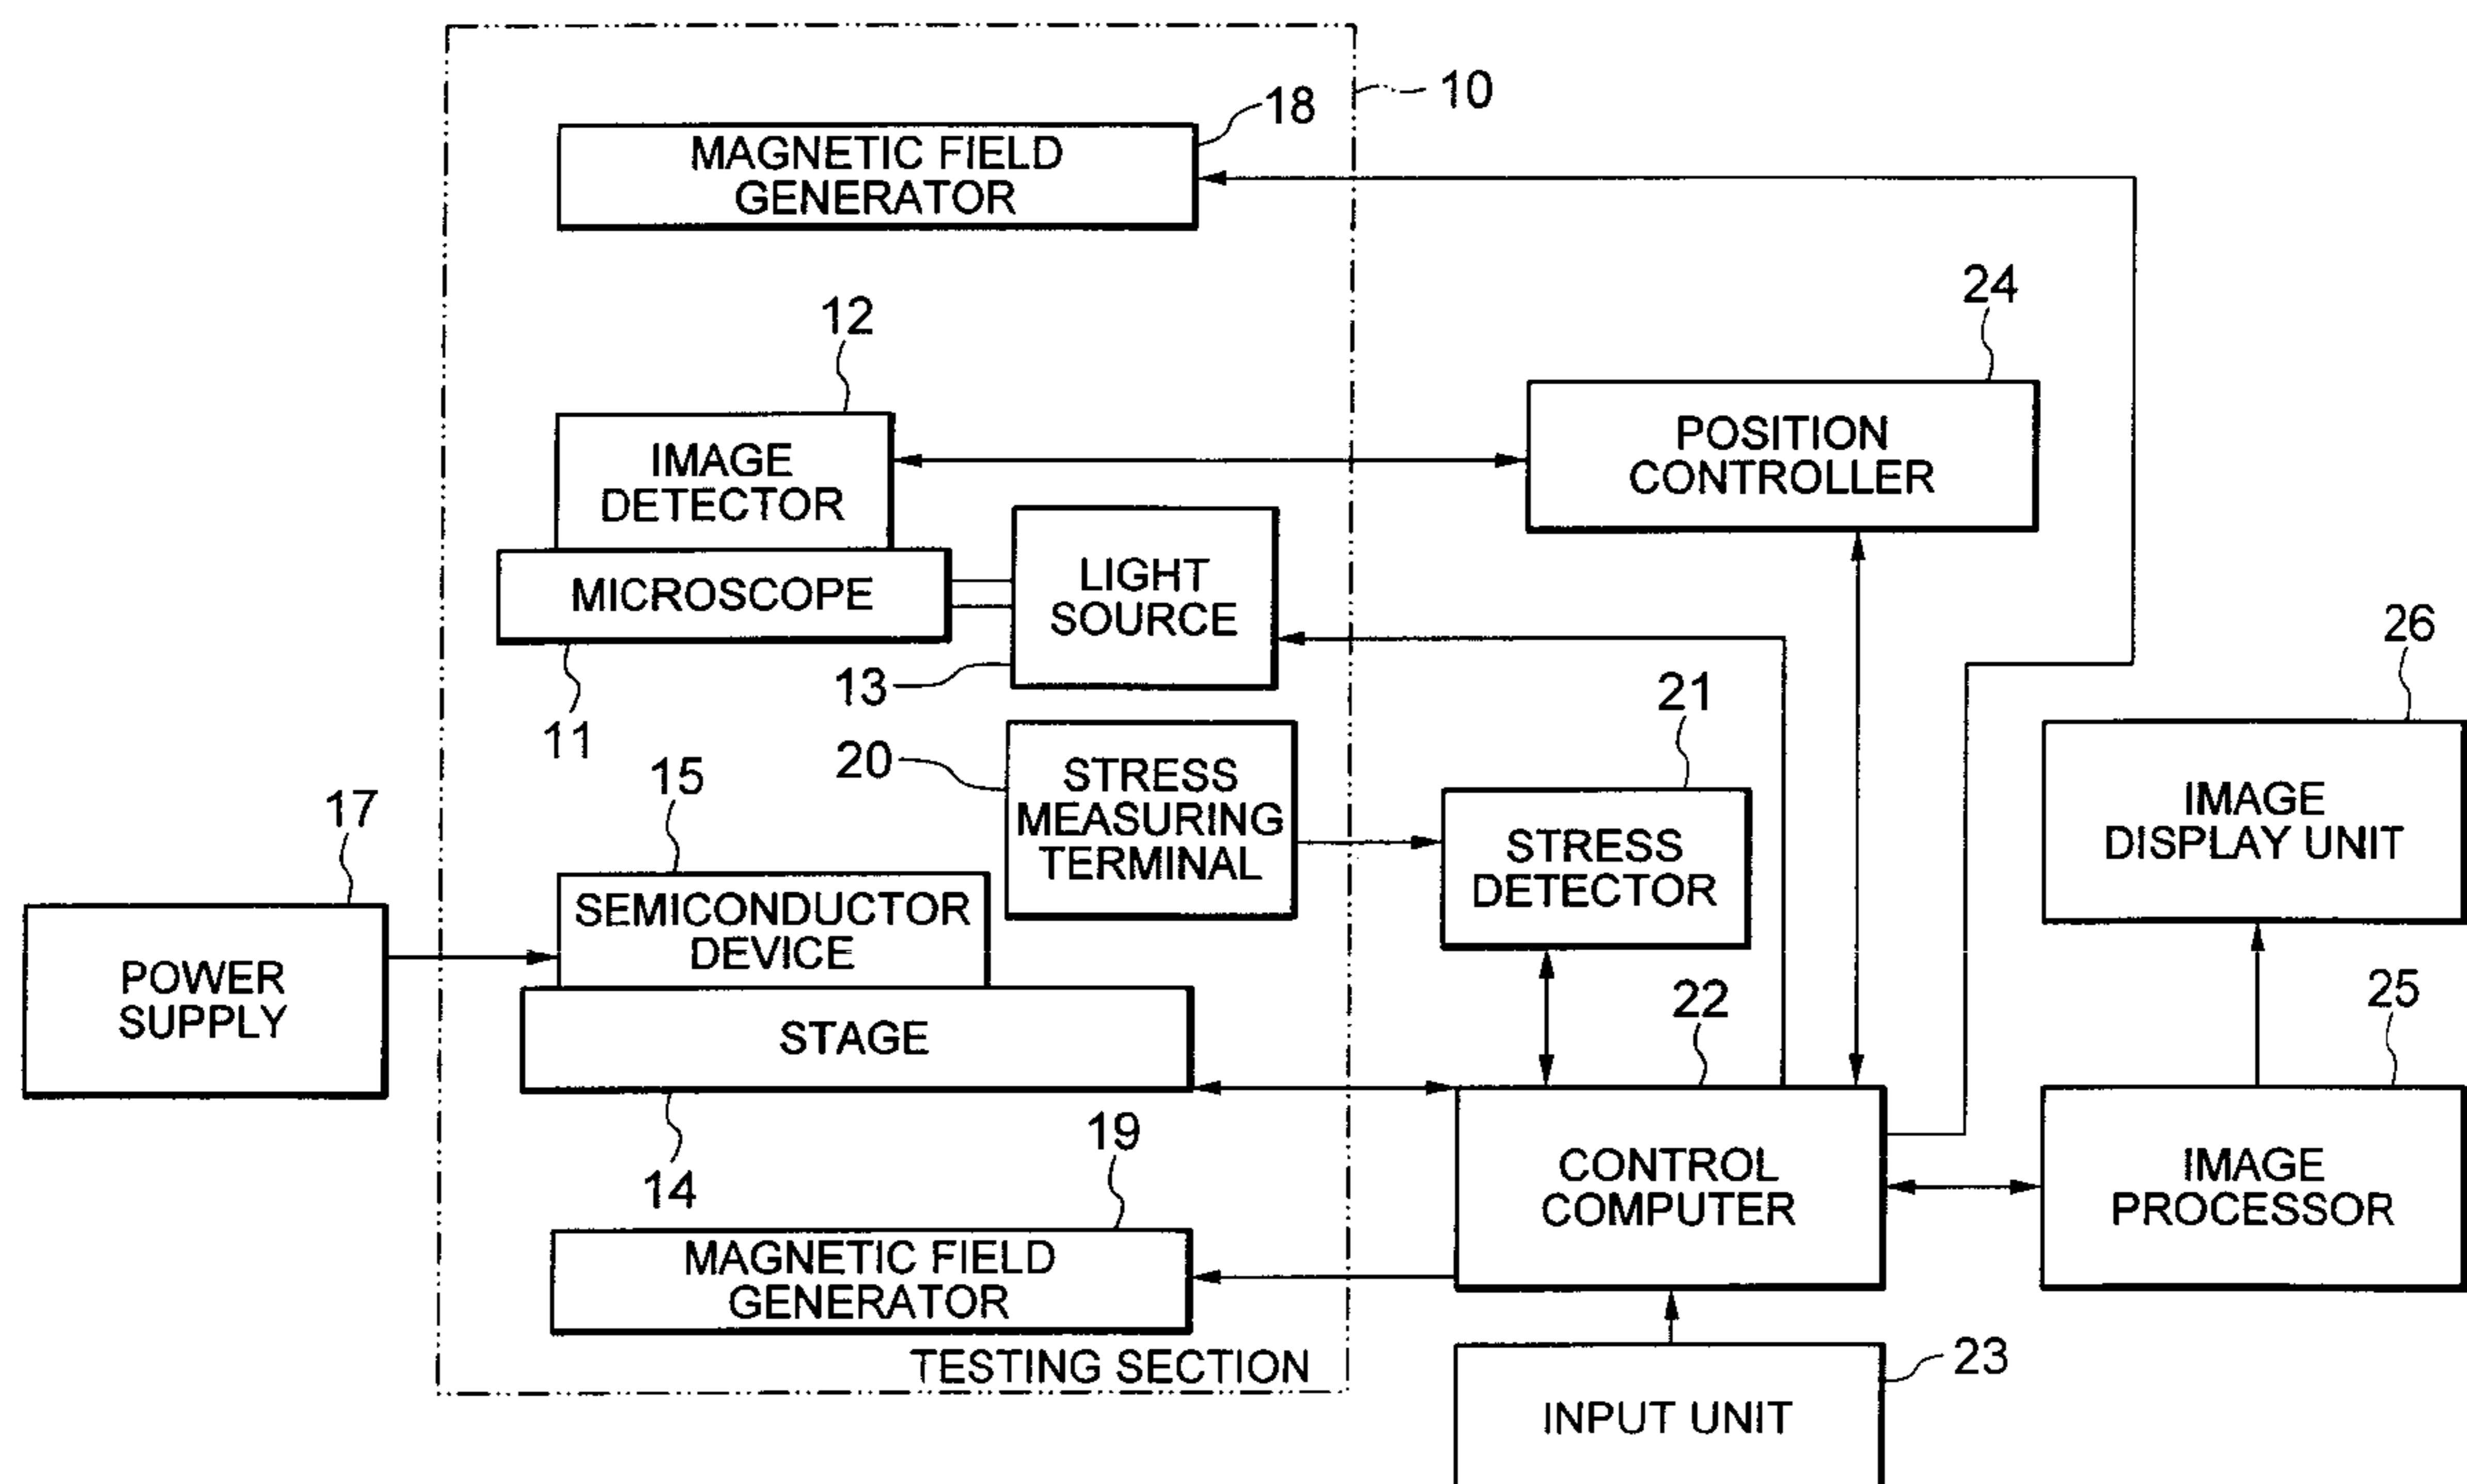 10
18
MAGNETIC FIELD
GENERATOR
24
12
POSITION
CONTROLLER
IMAGE
DETECTOR
LIGHT
SOURCE
MICROSCOPE
26
13
21
11
20
STRESS
MEASURING
TERMINAL
15
17
IMAGE
DISPLAY UNIT
STRESS
DETECTOR
SEMICONDUCTOR
DEVICE
POWER
SUPPLY
22
25
STAGE
19
14
CONTROL
COMPUTER
IMAGE
PROCESSOR
MAGNETIC FIELD
GENERATOR
TESTING SECTION
23
INPUT UNIT